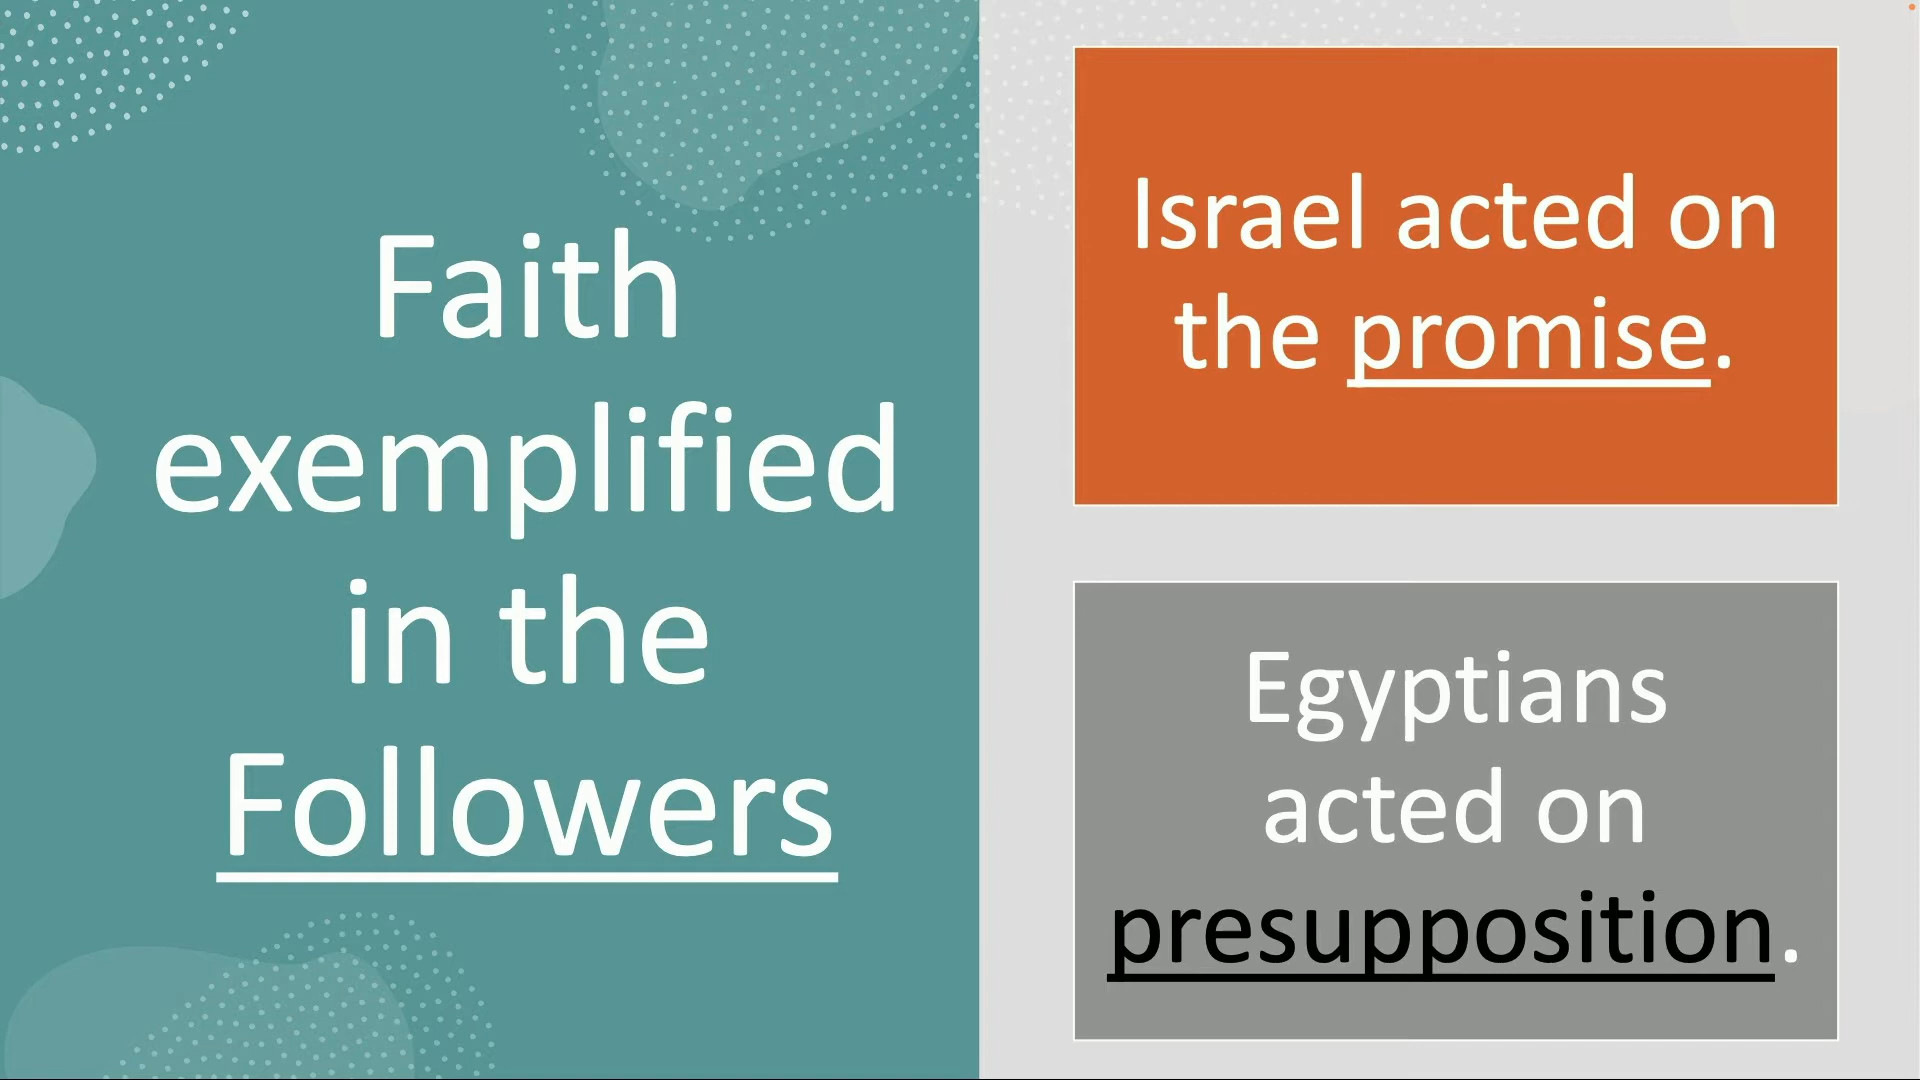 Faith
exemplified
in the
Followers
Israel acted on
the promise.
Egyptians
acted on
presupposition.